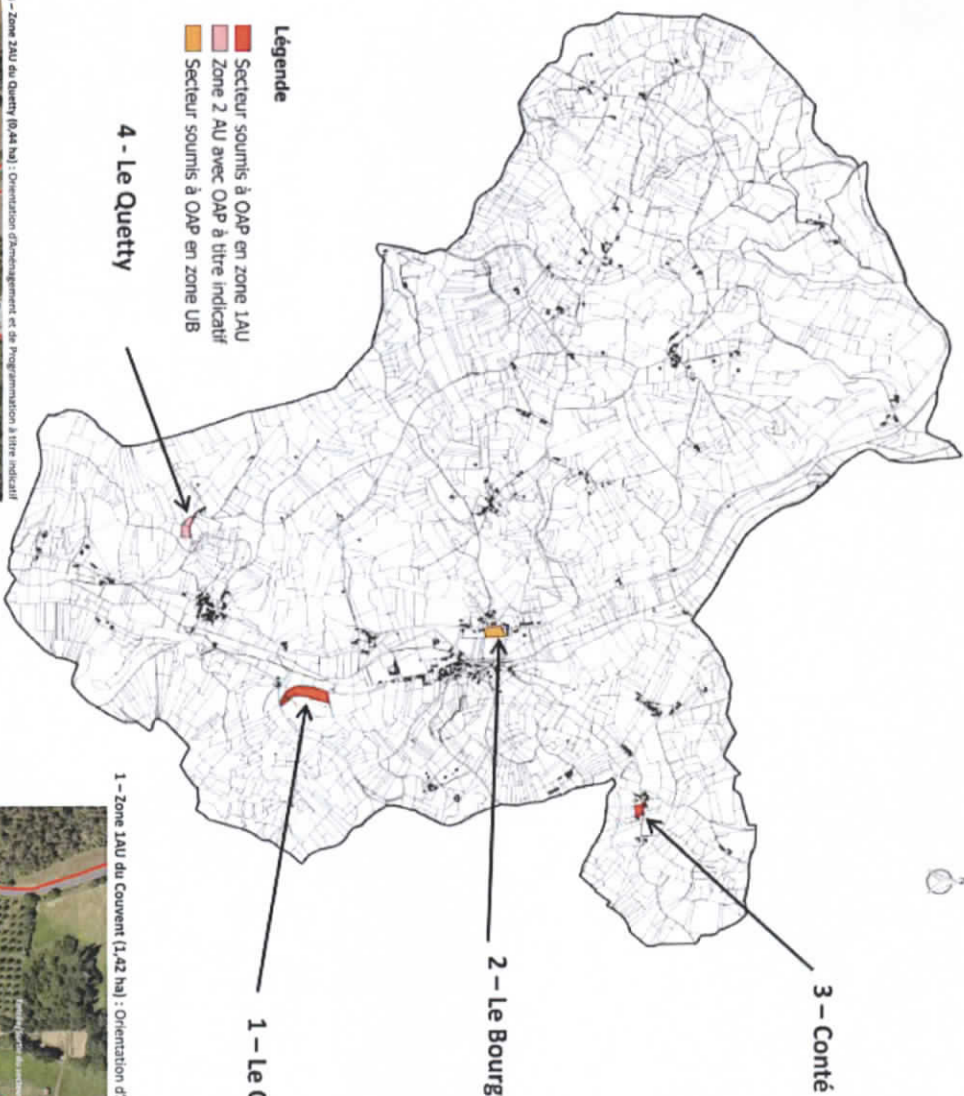 3 – Conté
2 – Le Bourg
1 – Le
Légende
Secteur soumis à OAP en zone 1AU
Zone 2 AU avec OAP à titre indicatif
Secteur soumis à OAP en zone UB
4 - Le Quetty
1 – Zone 1AU du Couvent (1,42 ha) : Orientation
– Zone 2AU du Quetty (0,44 ha) : Orientation d'Aménagement et de Programmation à titre indicatif